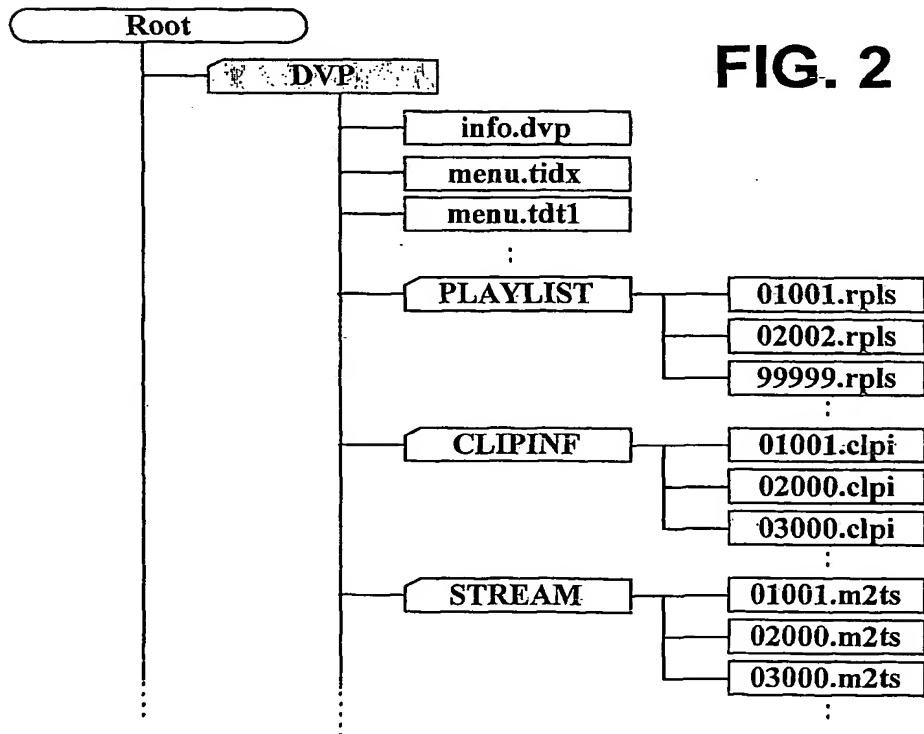 Root
DVP
FIG. 2
info.dvp
menu.tidx
menu.tdt1
PLAYLIST
01001.rpls
02002.rpls
99999.rpls
CLIPINF
01001.clpi
02000.clpi
03000.clpi
STREAM
01001.m2ts
02000.m2ts
03000.m2ts